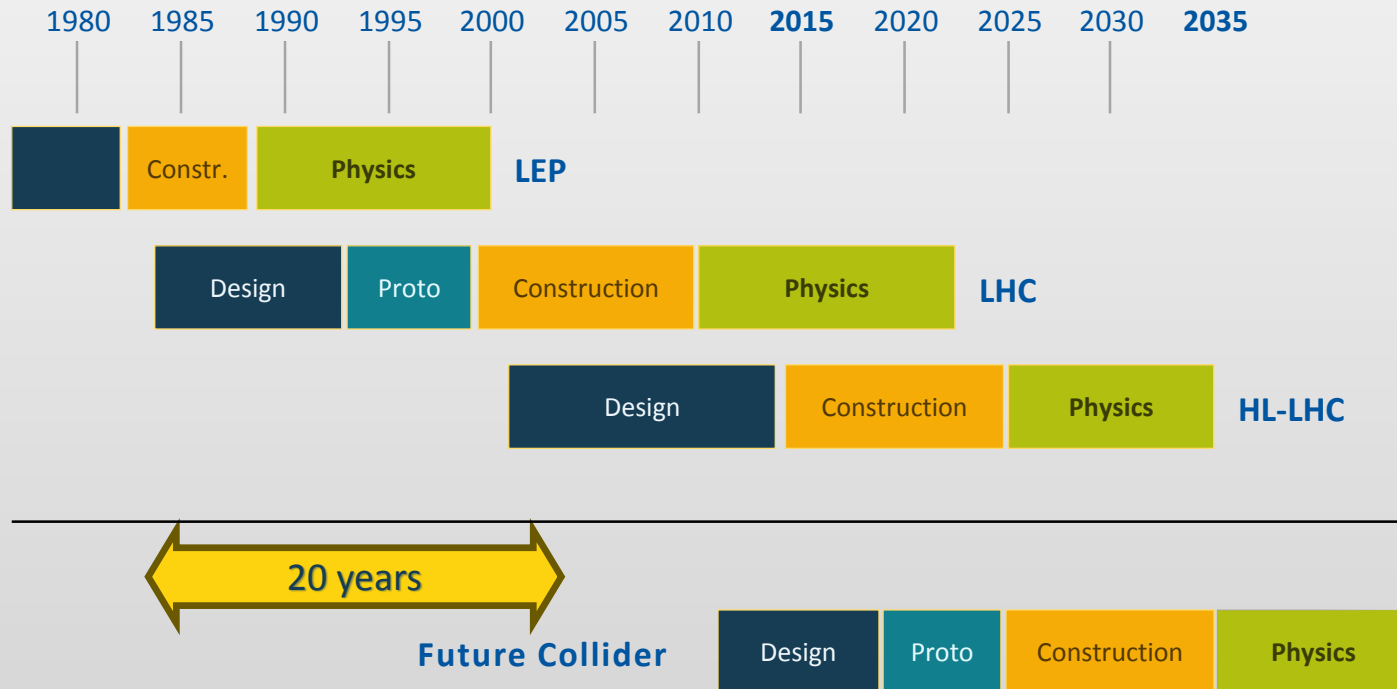 1980 1985 1990 1995 2000 2005 2010 2015 2020 2025 2030 2035
Constr. Physics LEP
Design Proto Construction Physics LHC
Design Construction Physics HL-LHC
20 years
Future Collider Design Proto Construction Physics